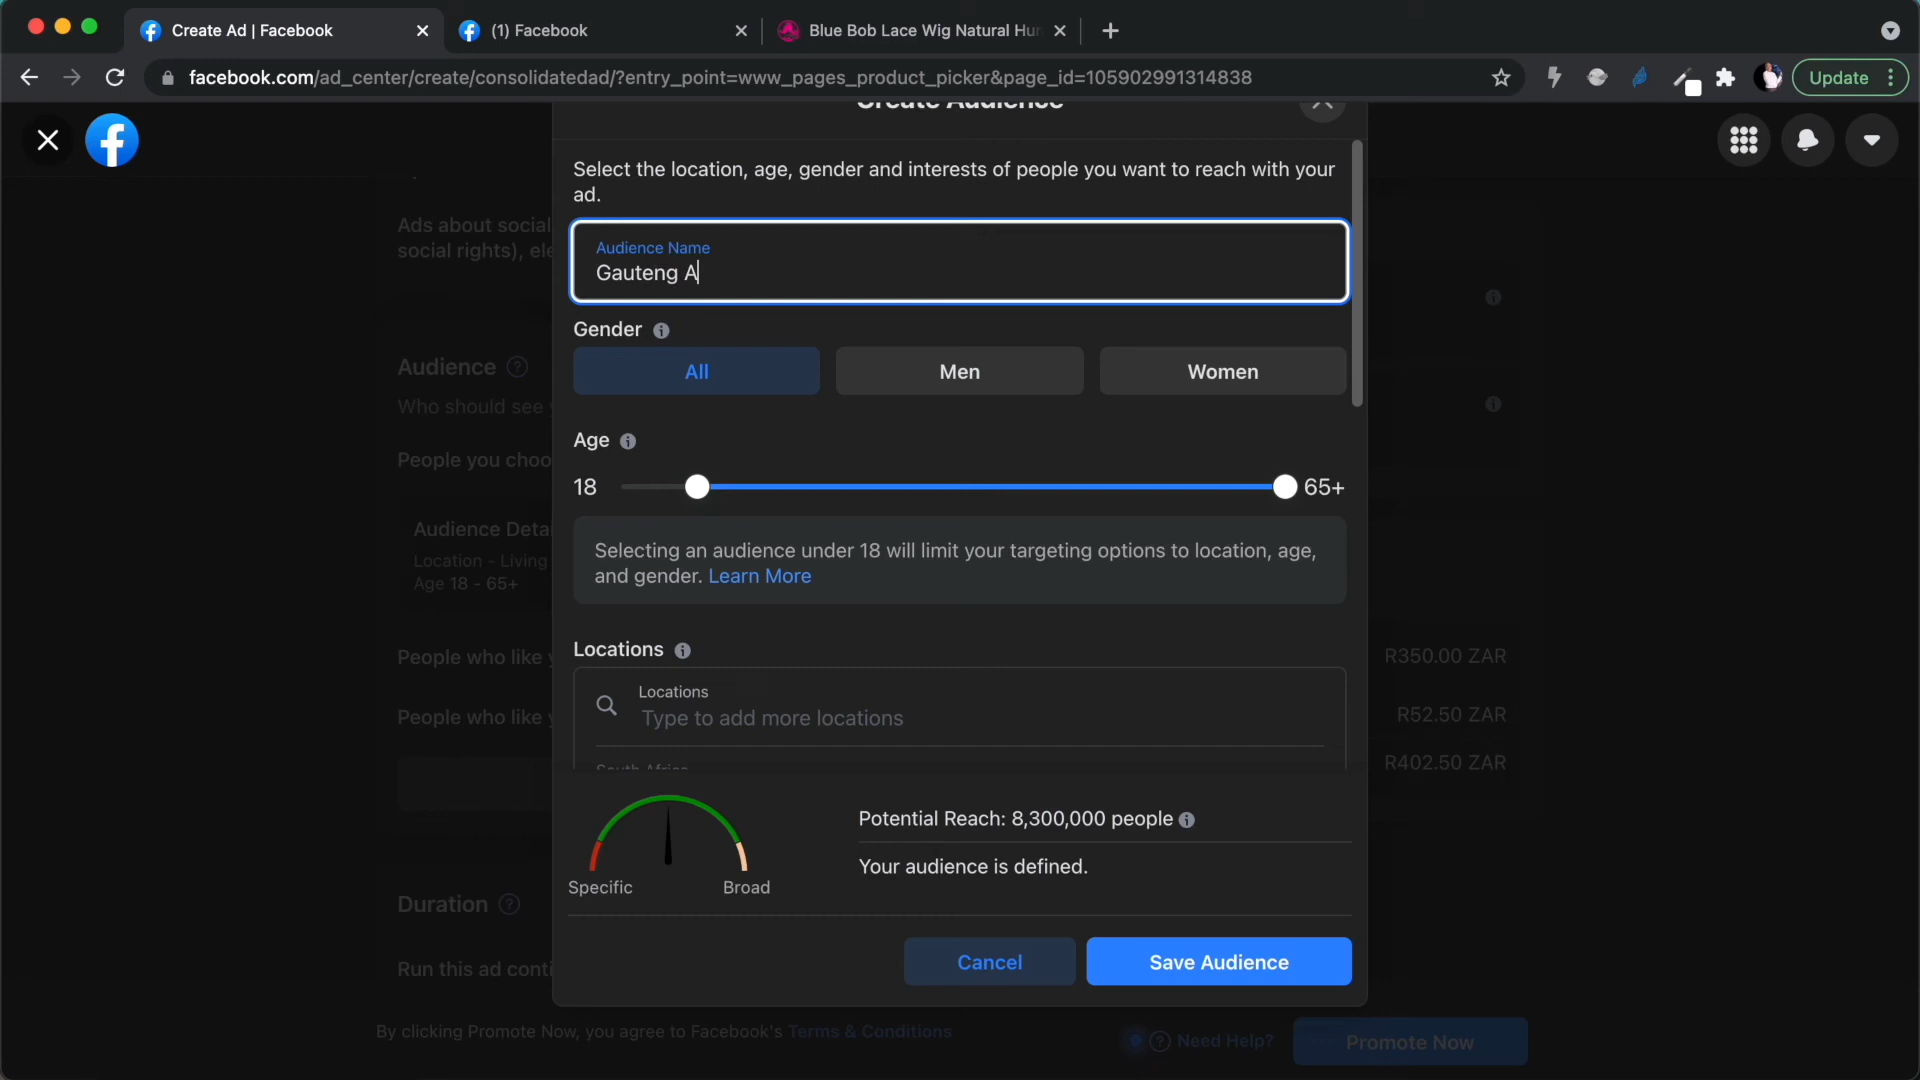 Create Ad | Facebook
(1) Facebook
Blue Bob Lace Wig Natural Hu
facebook.com/ad_center/create/consolidatedad/?entry_point=www_pages_product_picker&page_id=105902991314838
Update
Create Audience
Select the location, age, gender and interests of people you want to reach with your
ad.
Ads about social
social rights), ele
Audience Name
Gauteng A
Gender
All
Men
Women
Audience
Who should see
Age
People you choo
18
65+
Audience Detai
Location - Living
Age 18 - 65+
Selecting an audience under 18 will limit your targeting options to location, age,
and gender. Learn More
Locations
People who like y
R350.00 ZAR
Locations
Type to add more locations
People who like y
R52.50 ZAR
South Africa
R402.50 ZAR
Potential Reach: 8,300,000 people
Your audience is defined.
Specific
Broad
Duration
Cancel
Save Audience
Run this ad conti
By clicking Promote Now, you agree to Facebook's Terms & Conditions
Need Help?
Promote Now